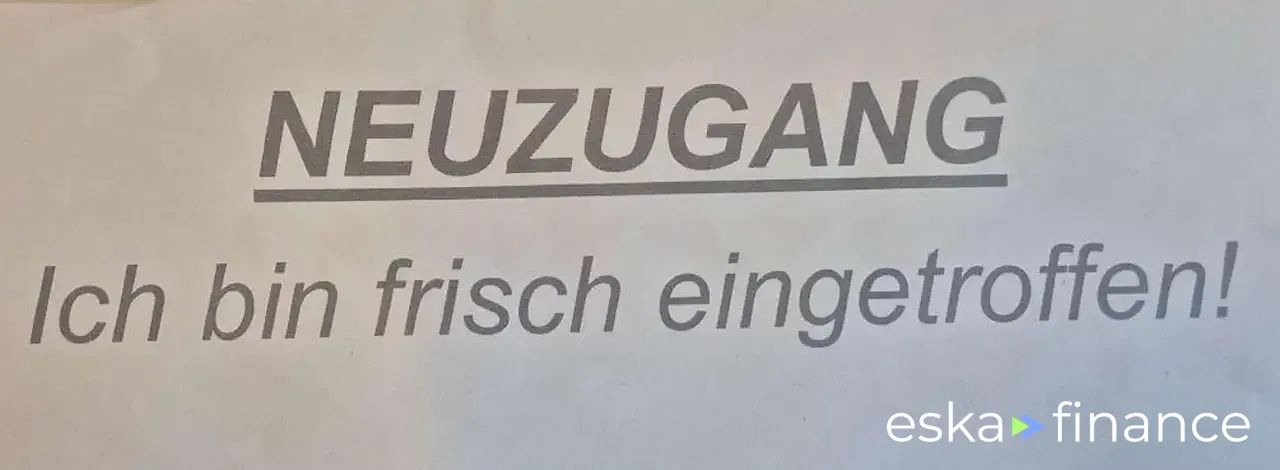 NEUZUGANG
Ich bin frisch eingetroffen!
eska finance